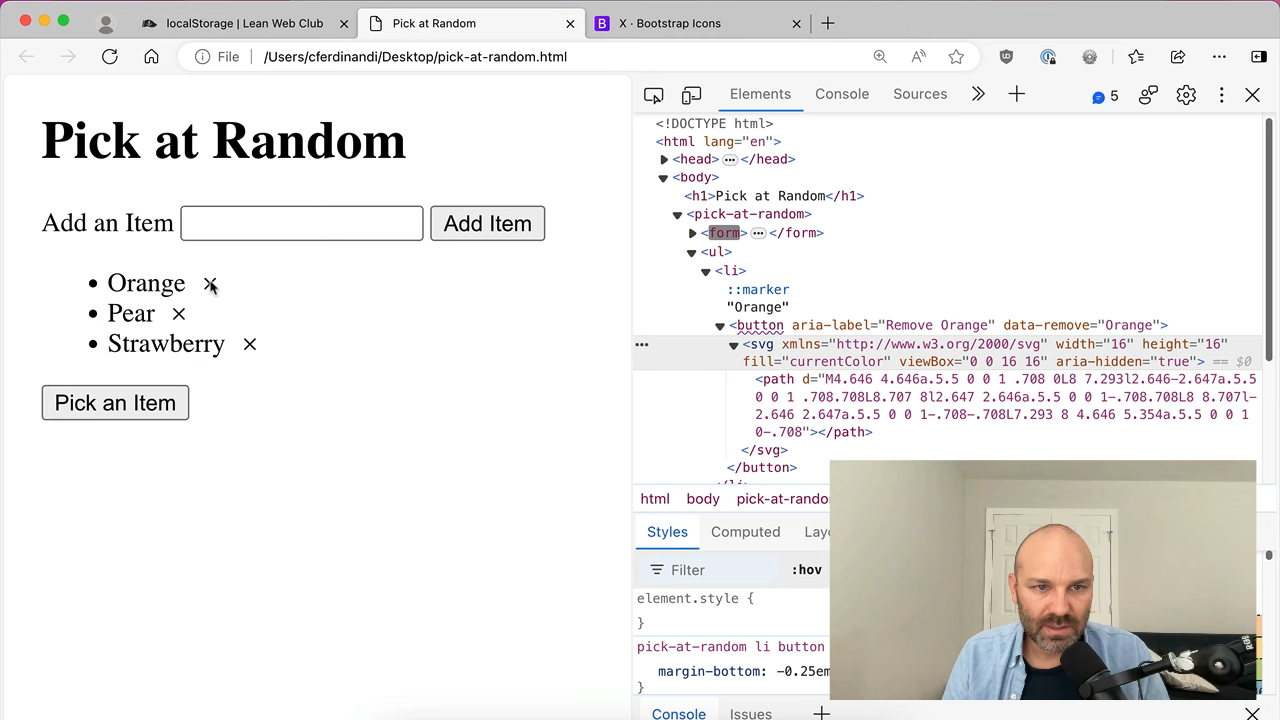 localStorage | Lean Web Club
Pick at Random
X · Bootstrap Icons
File
/Users/cferdinandi/Desktop/pick-at-random.html
Pick at Random
Add an Item
Add Item
Orange
Pear
Strawberry
Pick an Item
Elements
Console
Sources
5
<!DOCTYPE html>
<html lang="en">
<head> ••• </head>
<body>
<h1>Pick at Random</h1>
<pick-at-random>
<form> ••• </form>
<ul>
<li>
::marker
"Orange"
<button aria-label="Remove Orange" data-remove="Orange">
<svg xmlns="http://www.w3.org/2000/svg" width="16" height="16"
fill="currentColor" viewBox="0 0 16 16" aria-hidden="true"> == $0
<path d="M4.646 4.646a.5.5 0 0 1 .708 0L8 7.293l2.646-2.647a.5.5
0 0 1 .708.708L8.707 8l2.647 2.646a.5.5 0 0 1-.708.708L8 8.707l-
2.646 2.647a.5.5 0 0 1-.708-.708L7.293 8 4.646 5.354a.5.5 0 0 1
0-.708"></path>
</svg>
</button>
html
body
pick-at-rando
Styles
Computed
Layo
Filter
:hov
element.style {
}
pick-at-random li button
margin-bottom: -0.25em
}
Console
Issues